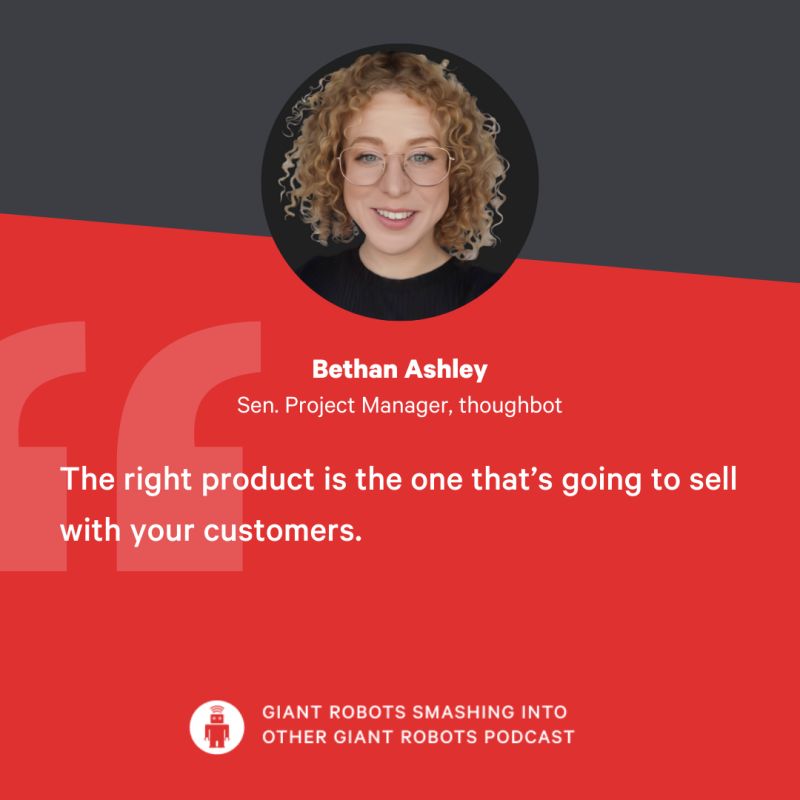 Bethan Ashley
Sen. Project Manager, thoughbot
The right product is the one that’s going to sell
with your customers.
GIANT ROBOTS SMASHING INTO
OTHER GIANT ROBOTS PODCAST